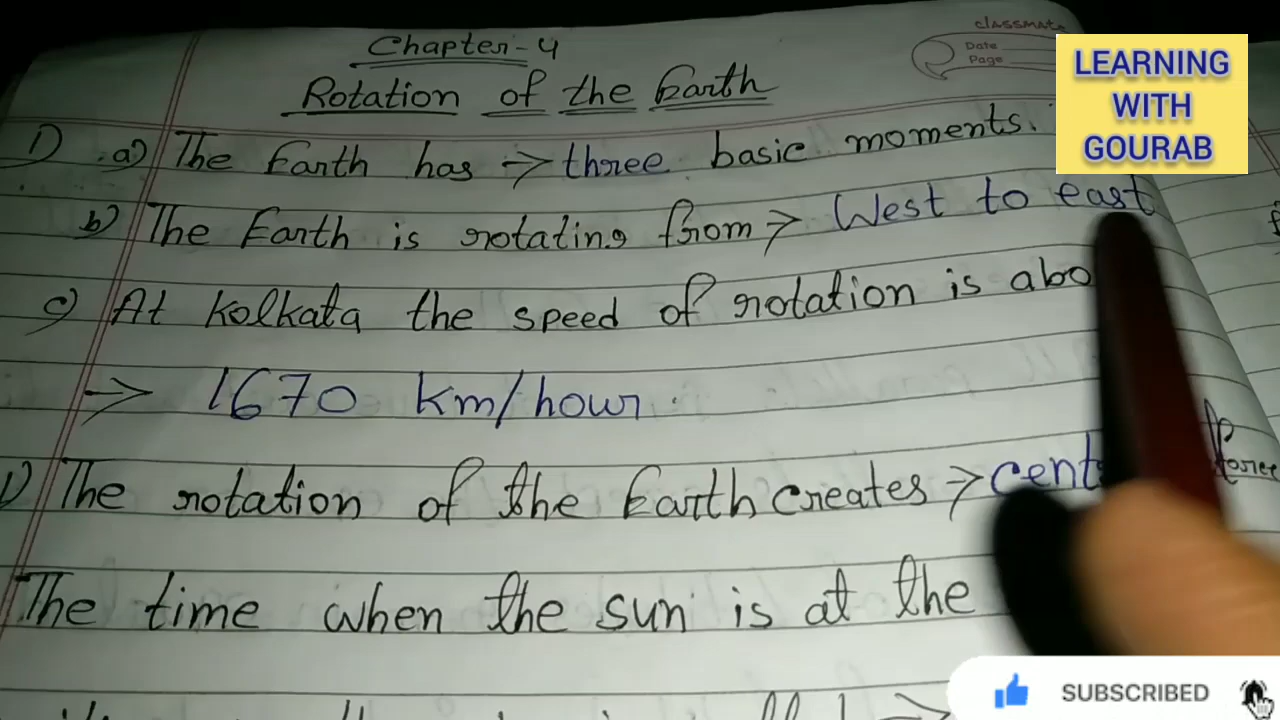 classmate
Date
Page
LEARNING
WITH
GOURAB
Chapter-4
Rotation of the Earth
1) a) The Earth has → three basic moments.
b) The Earth is rotating from → West to east
c) At Kolkata the speed of rotation is abo
→ 1670 km/hour.
The rotation of the Earth creates → cent force
The time when the sun is at the
SUBSCRIBED